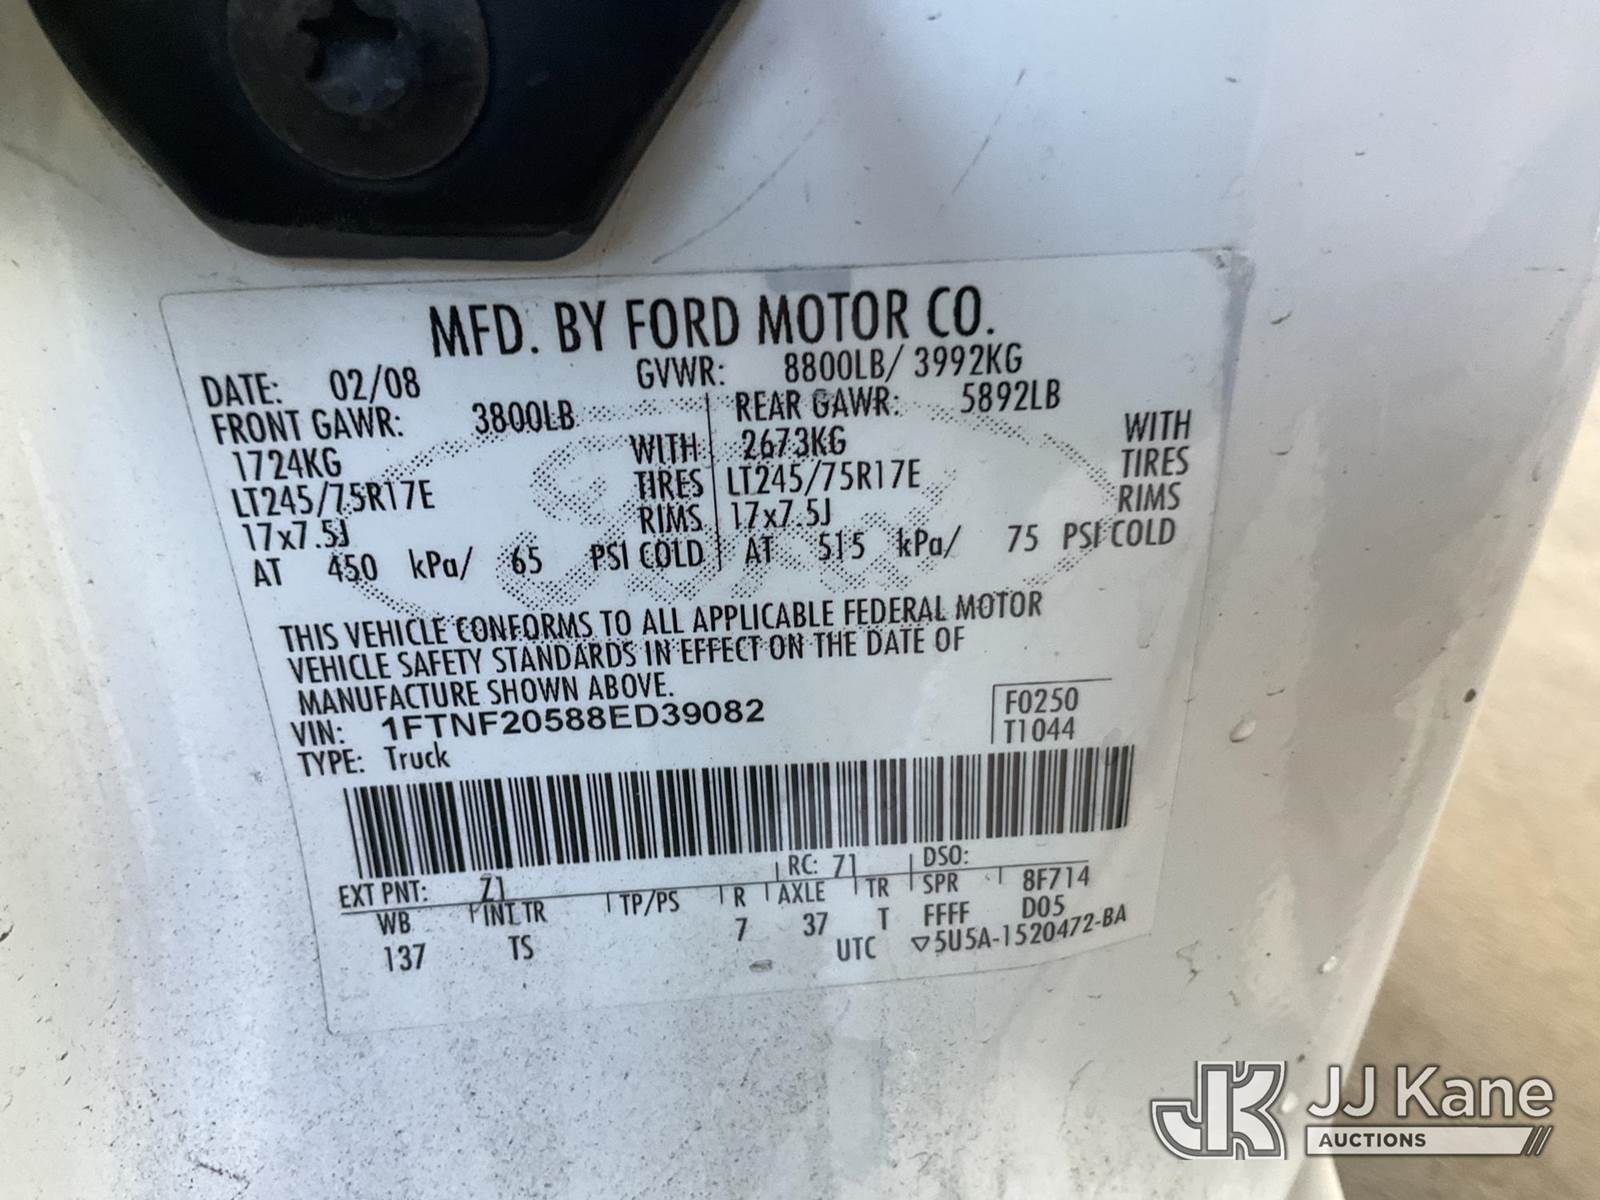 MFD. BY FORD MOTOR CO.
DATE: 02/08 GVWR: 8800LB/ 3992KG
FRONT GAWR: 3800LB REAR GAWR: 5892LB
1724KG WITH 2673KG WITH
LT245/75R17E TIRES LT245/75R17E TIRES
17x7.5J RIMS 17x7.5J RIMS
AT 450 kPa/ 65 PSI COLD AT 515 kPa/ 75 PSI COLD
THIS VEHICLE CONFORMS TO ALL APPLICABLE FEDERAL MOTOR
VEHICLE SAFETY STANDARDS IN EFFECT ON THE DATE OF
MANUFACTURE SHOWN ABOVE.
VIN: 1FTNF20588ED39082 F0250
TYPE: Truck T1044
EXT PNT: Z1 RC: Z1 DSO:
WB INT TR TP/PS R AXLE TR SPR 8F714
137 TS 7 37 T FFFF D05
UTC ▽5U5A-1520472-BA
JJ Kane
AUCTIONS